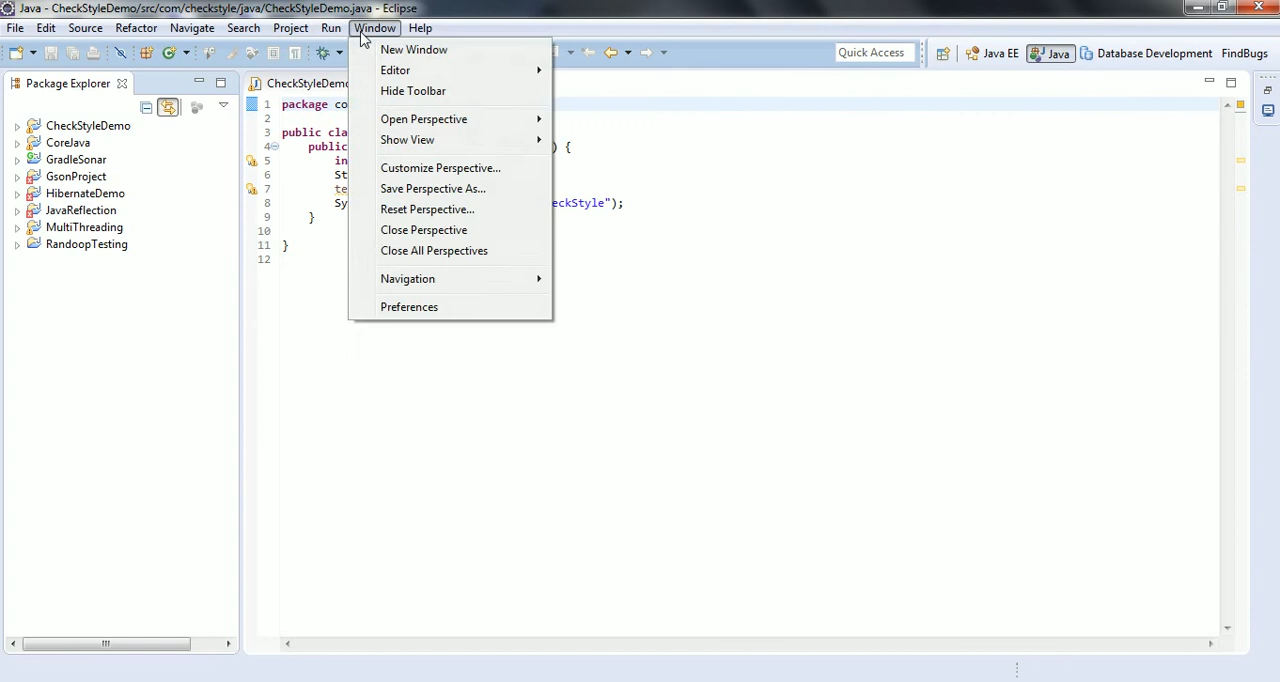 Java - CheckStyleDemo/src/com/checkstyle/java/CheckStyleDemo.java - Eclipse
File Edit Source Refactor Navigate Search Project Run Window Help
Quick Access Java EE Java Database Development FindBugs
New Window
Editor
Hide Toolbar
Open Perspective
Show View
Customize Perspective...
Save Perspective As...
Reset Perspective...
Close Perspective
Close All Perspectives
Navigation
Preferences
Package Explorer
CheckStyleDemo
CoreJava
GradleSonar
GsonProject
HibernateDemo
JavaReflection
MultiThreading
RandoopTesting
CheckStyleDemo
1 package co
2
3 public cla
4 public ) {
5 in
6 St
7 te
8 Sy eckStyle");
9 }
10
11 }
12